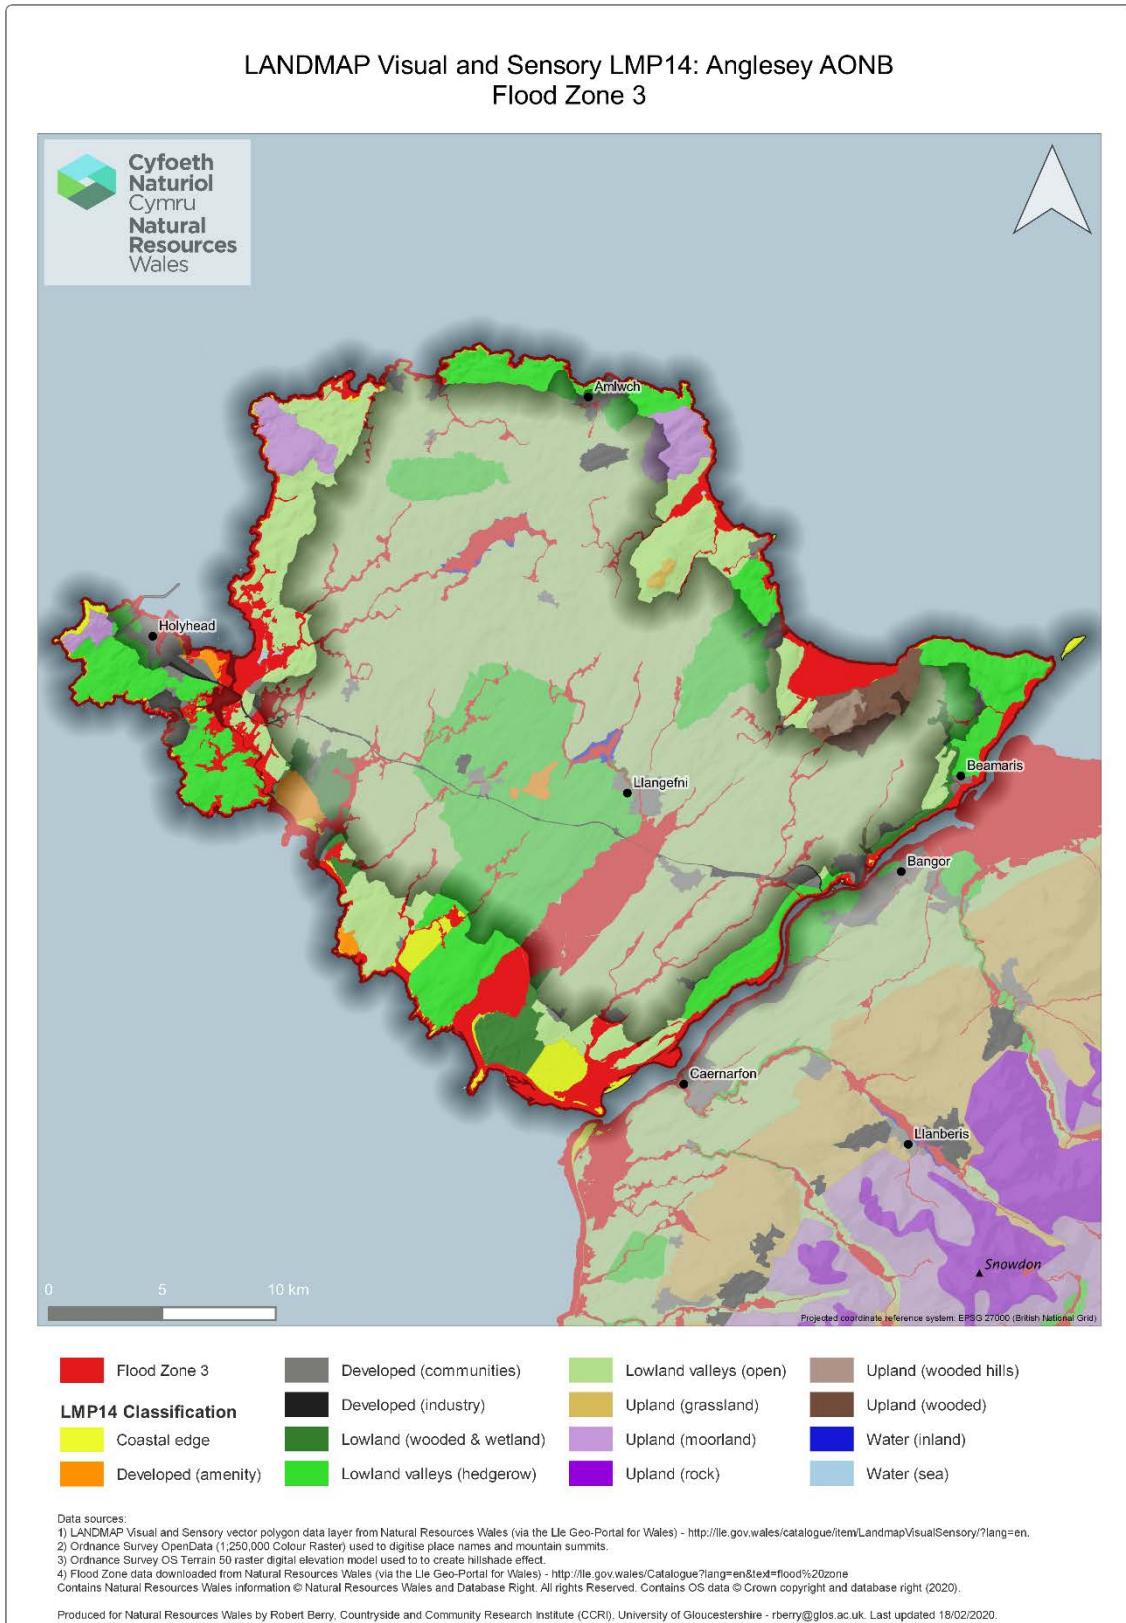 LANDMAP Visual and Sensory LMP14: Anglesey AONB
Flood Zone 3
Cyfoeth
Naturiol
Cymru
Natural
Resources
Wales
Amlwch
Holyhead
Llangefni
Beamaris
Bangor
Caernarfon
Llanberis
Snowdon
0 5 10 km
Projected coordinate reference system: EPSG 27000 (British National Grid)
Flood Zone 3
LMP14 Classification
Coastal edge
Developed (amenity)
Developed (communities)
Developed (industry)
Lowland (wooded & wetland)
Lowland valleys (hedgerow)
Lowland valleys (open)
Upland (grassland)
Upland (moorland)
Upland (rock)
Upland (wooded hills)
Upland (wooded)
Water (inland)
Water (sea)
Data sources:
1) LANDMAP Visual and Sensory vector polygon data layer from Natural Resources Wales (via the Lle Geo-Portal for Wales) - http://lle.gov.wales/catalogue/item/LandmapVisualSensory/?lang=en.
2) Ordnance Survey OpenData (1;250,000 Colour Raster) used to digitise place names and mountain summits.
3) Ordnance Survey OS Terrain 50 raster digital elevation model used to to create hillshade effect.
4) Flood Zone data downloaded from Natural Resources Wales (via the Lle Geo-Portal for Wales) - http://lle.gov.wales/Catalogue?lang=en&text=flood%20zone
Contains Natural Resources Wales information © Natural Resources Wales and Database Right. All rights Reserved. Contains OS data © Crown copyright and database right (2020).
Produced for Natural Resources Wales by Robert Berry, Countryside and Community Research Institute (CCRI), University of Gloucestershire - rberry@glos.ac.uk. Last updated 18/02/2020.